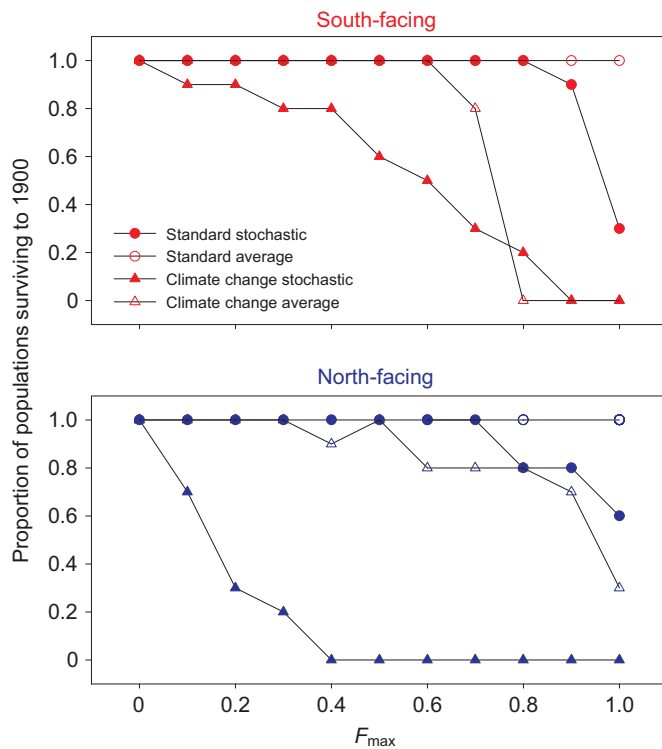 South-facing
1.0
0.8
0.6
0.4
0.2
0
Standard stochastic
Standard average
Climate change stochastic
Climate change average
Proportion of populations surviving to 1900
North-facing
1.0
0.8
0.6
0.4
0.2
0
0 0.2 0.4 0.6 0.8 1.0
Fmax